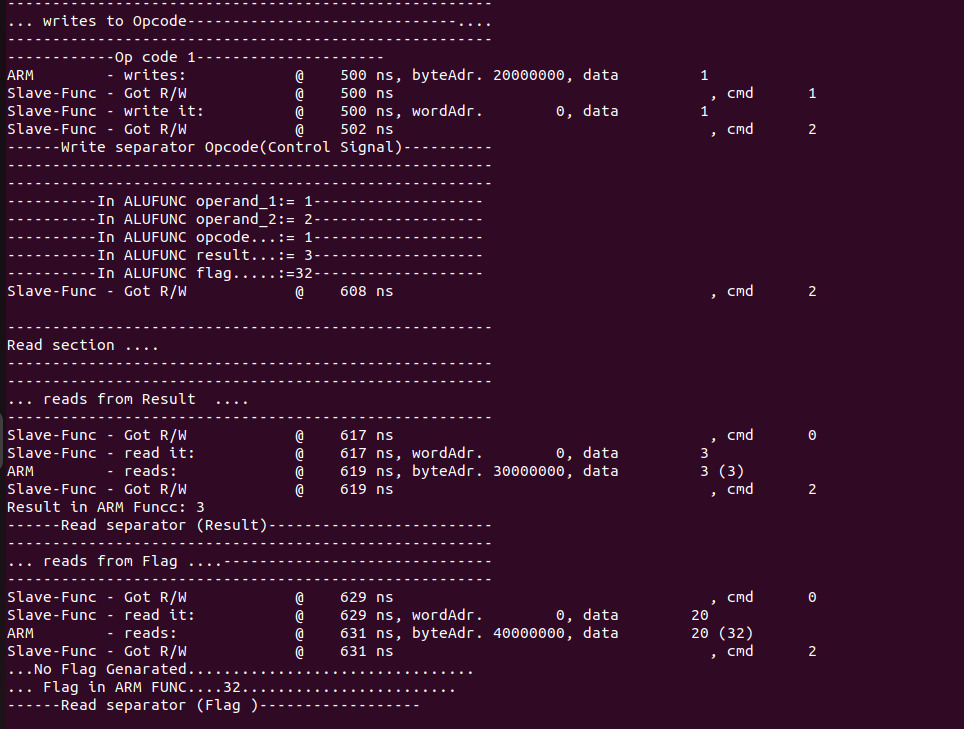 ------------------------------------------------------
... writes to Opcode------------------------------....
------------------------------------------------------
------------Op code 1---------------------
ARM        - writes:            @    500 ns, byteAdr. 20000000, data         1
Slave-Func - Got R/W            @    500 ns                                   , cmd      1
Slave-Func - write it:          @    500 ns, wordAdr.        0, data         1
Slave-Func - Got R/W            @    502 ns                                   , cmd      2
------Write separator Opcode(Control Signal)----------
------------------------------------------------------
------------------------------------------------------
----------In ALUFUNC operand_1:= 1-------------------
----------In ALUFUNC operand_2:= 2-------------------
----------In ALUFUNC opcode...:= 1-------------------
----------In ALUFUNC result...:= 3-------------------
----------In ALUFUNC flag.....:=32-------------------
Slave-Func - Got R/W            @    608 ns                                   , cmd      2
------------------------------------------------------
Read section ....
------------------------------------------------------
------------------------------------------------------
... reads from Result  ....
------------------------------------------------------
Slave-Func - Got R/W            @    617 ns                                   , cmd      0
Slave-Func - read it:           @    617 ns, wordAdr.        0, data         3
ARM        - reads:             @    619 ns, byteAdr. 30000000, data         3 (3)
Slave-Func - Got R/W            @    619 ns                                   , cmd      2
Result in ARM Funcc: 3
------Read separator (Result)-------------------------
------------------------------------------------------
... reads from Flag ....------------------------------
------------------------------------------------------
Slave-Func - Got R/W            @    629 ns                                   , cmd      0
Slave-Func - read it:           @    629 ns, wordAdr.        0, data        20
ARM        - reads:             @    631 ns, byteAdr. 40000000, data        20 (32)
Slave-Func - Got R/W            @    631 ns                                   , cmd      2
...No Flag Genarated................................
... Flag in ARM FUNC....32........................
------Read separator (Flag )------------------